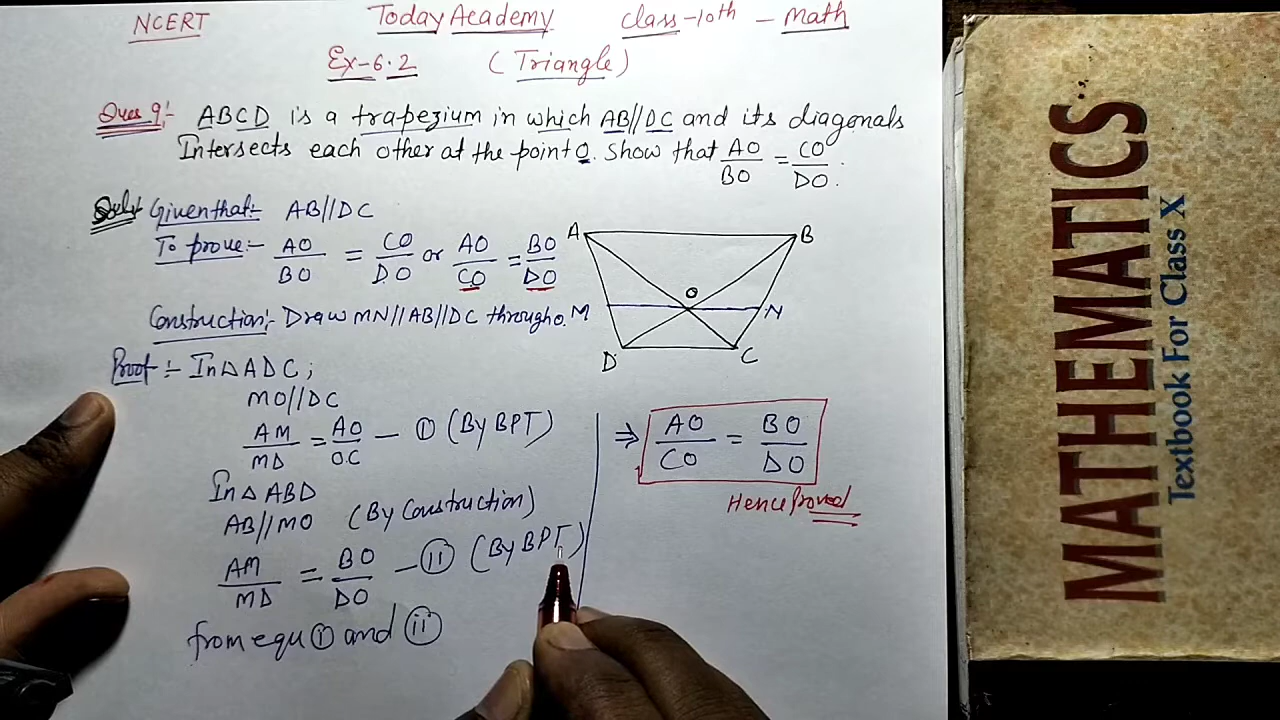 NCERT Today Academy Class-10th - Math
Ex-6.2 (Triangle)
Ques 9:- ABCD is a trapezium in which AB//DC and its diagonals
Intersects each other at the point O. Show that AO/BO = CO/DO.
Soln Given that:- AB//DC
To prove:- AO/BO = CO/DO or AO/CO = BO/DO
Construction:- Draw MN//AB//DC through O.
A B
O
M N
D C
Proof:- In △ADC;
MO//DC
AM/MD = AO/OC — (i) (By BPT)
In △ABD
AB//MO (By Construction)
AM/MD = BO/DO — (ii) (By BPT)
from equ (i) and (ii)
⇒ AO/CO = BO/DO
Hence Proved
MATHEMATICS
Textbook For Class X